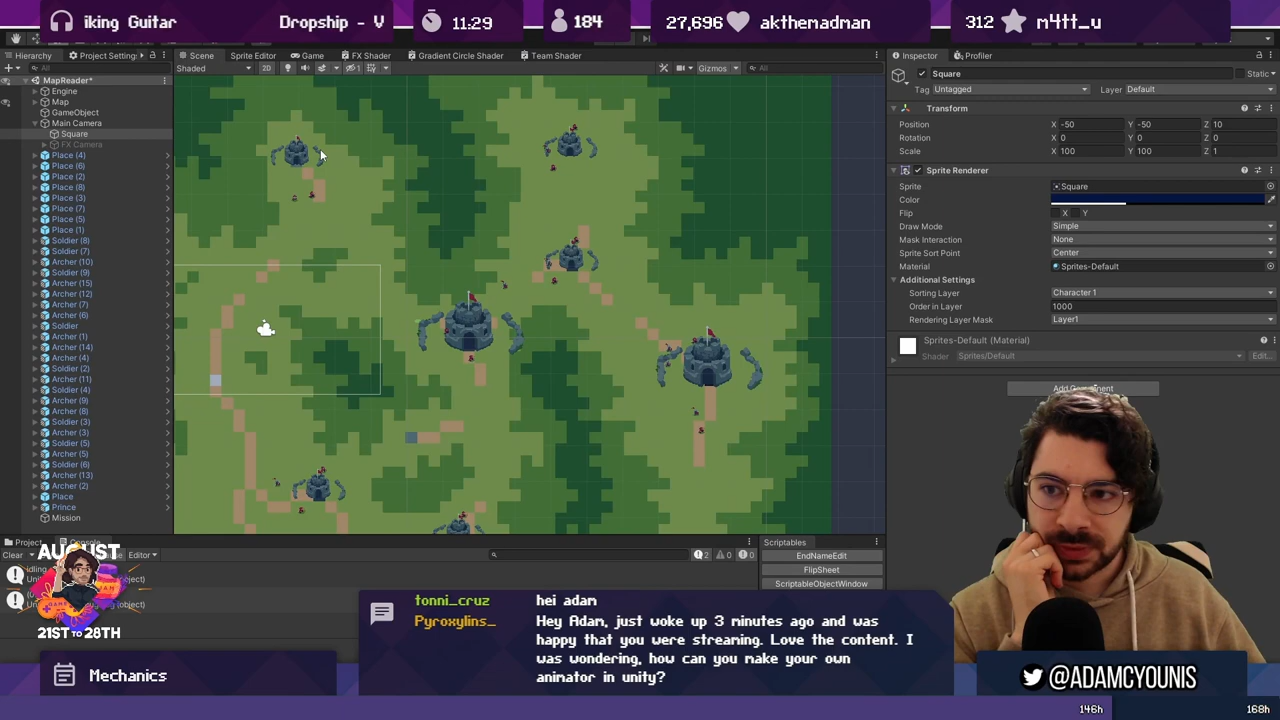 iking Guitar
Dropship - V
11:29
184
27,696
akthemadman
312
m4tt_u
Hierarchy
Project Setting:
Scene
Sprite Editor
Game
FX Shader
Gradient Circle Shader
Team Shader
Inspector
Profiler
All
Shaded
2D
Gizmos
All
Square
Static
Tag
Untagged
Layer
Default
MapReader*
Engine
Map
GameObject
Main Camera
Square
FX Camera
Place (4)
Place (6)
Place (2)
Place (8)
Place (3)
Place (7)
Place (5)
Place (1)
Soldier (8)
Soldier (7)
Archer (10)
Soldier (9)
Archer (15)
Archer (12)
Archer (7)
Archer (6)
Soldier
Archer (1)
Archer (14)
Archer (4)
Soldier (2)
Archer (11)
Soldier (4)
Archer (9)
Archer (8)
Soldier (3)
Archer (3)
Soldier (5)
Archer (5)
Soldier (6)
Archer (13)
Archer (2)
Place
Prince
Mission
Transform
Position
X -50
Y -50
Z 10
Rotation
X 0
Y 0
Z 0
Scale
X 100
Y 100
Z 1
Sprite Renderer
Sprite
Square
Color
Flip
X
Y
Draw Mode
Simple
Mask Interaction
None
Sprite Sort Point
Center
Material
Sprites-Default
Additional Settings
Sorting Layer
Character 1
Order in Layer
1000
Rendering Layer Mask
Layer1
Sprites-Default (Material)
Shader
Sprites/Default
Edit...
Project
Clear
Editor
2
0
0
Scriptables
EndNameEdit
FlipSheet
ScriptableObjectWindow
AUGUST
21ST TO 28TH
Mechanics
tonni_cruz
hei adam
Pyroxylins_
Hey Adam, just woke up 3 minutes ago and was
happy that you were streaming. Love the content. I
was wondering, how can you make your own
animator in unity?
@ADAMCYOUNIS
146h
168h